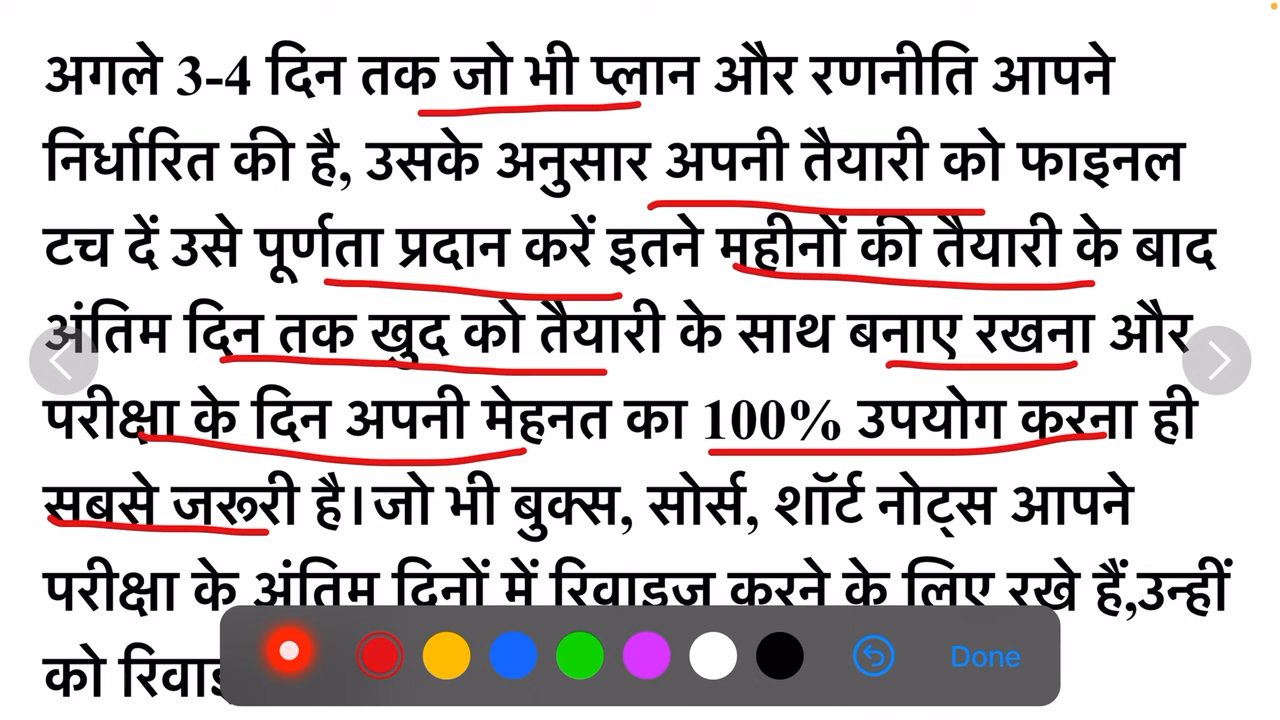 अगले 3-4 दिन तक जो भी प्लान और रणनीति आपने
निर्धारित की है, उसके अनुसार अपनी तैयारी को फाइनल
टच दें उसे पूर्णता प्रदान करें इतने महीनों की तैयारी के बाद
अंतिम दिन तक खुद को तैयारी के साथ बनाए रखना और
परीक्षा के दिन अपनी मेहनत का 100% उपयोग करना ही
सबसे जरूरी है।जो भी बुक्स, सोर्स, शॉर्ट नोट्स आपने
परीक्षा के अंतिम दिनों में रिवाइज करने के लिए रखे हैं,उन्हीं
को
Done